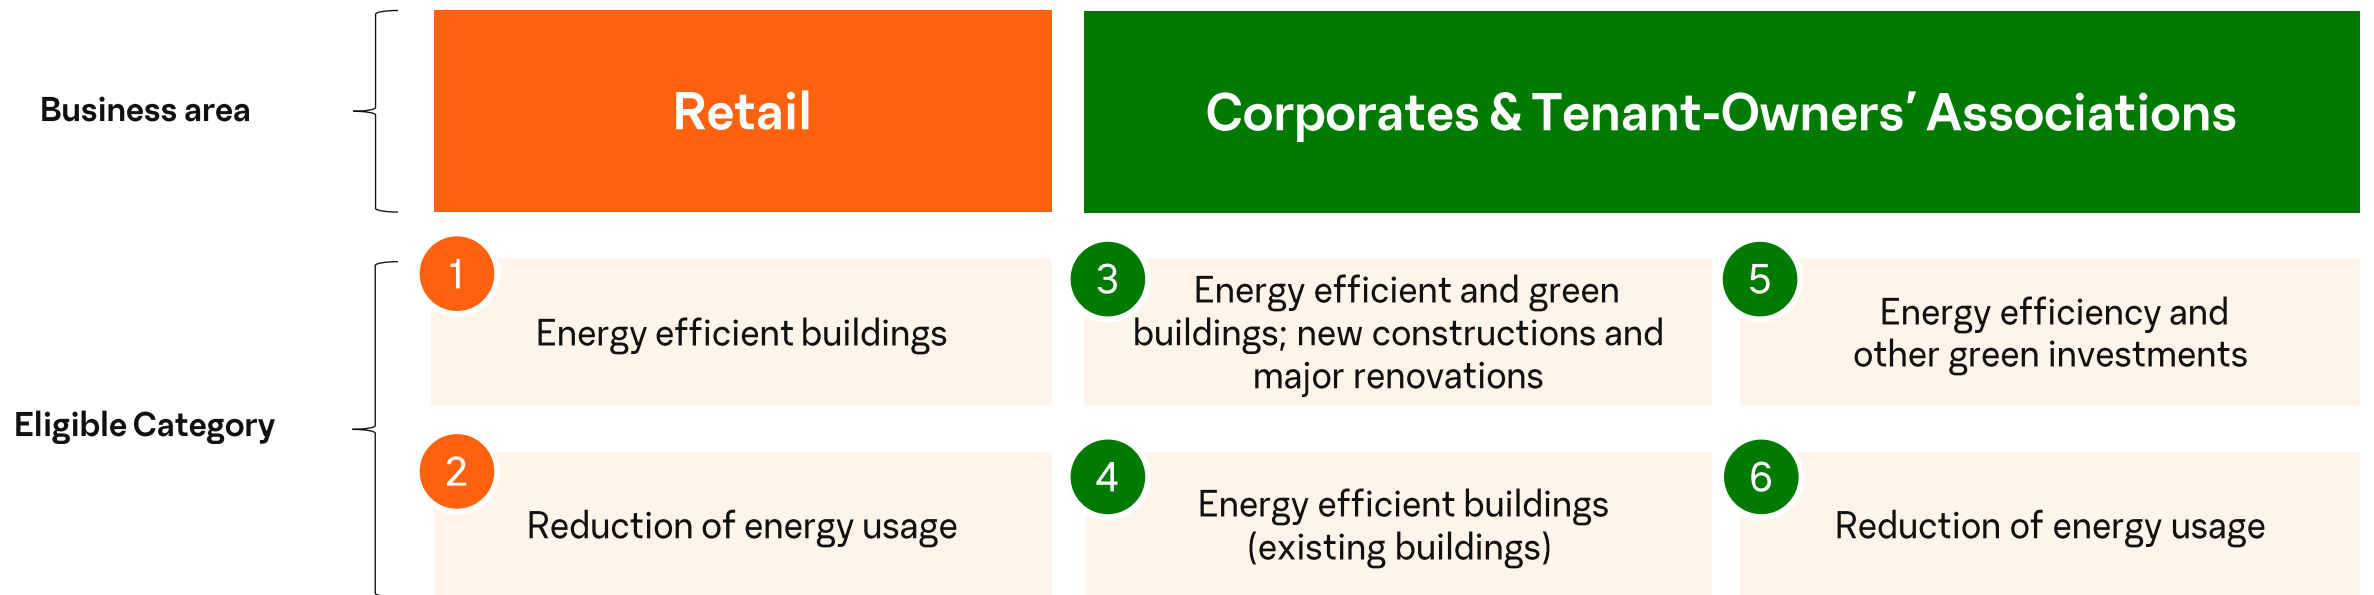 Business area
Retail
Corporates & Tenant-Owners’ Associations
Eligible Category
1
Energy efficient buildings
3
Energy efficient and green
buildings; new constructions and
major renovations
5
Energy efficiency and
other green investments
2
Reduction of energy usage
4
Energy efficient buildings
(existing buildings)
6
Reduction of energy usage